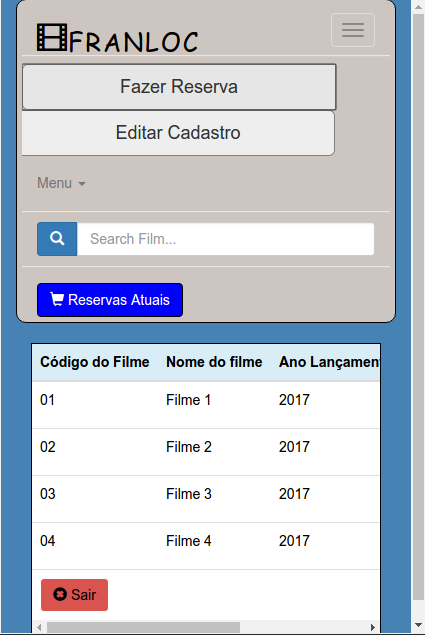 FRANLOC
Fazer Reserva
Editar Cadastro
Menu
Search Film...
Reservas Atuais
Código do Filme Nome do filme Ano Lançamen
01 Filme 1 2017
02 Filme 2 2017
03 Filme 3 2017
04 Filme 4 2017
Sair